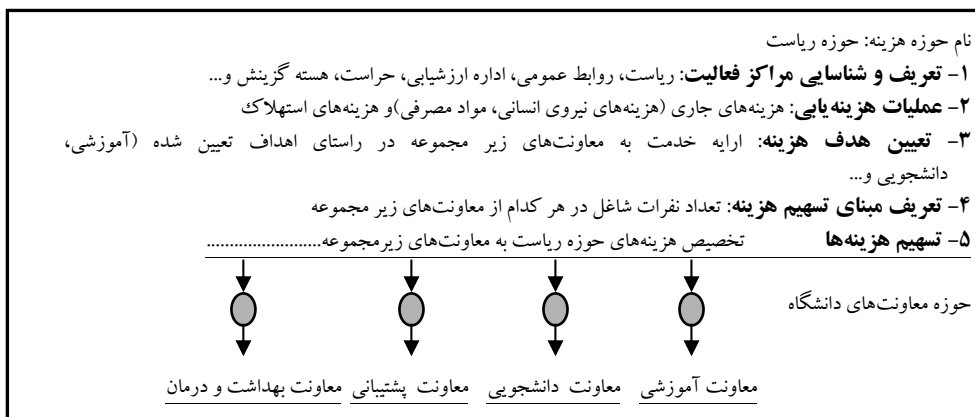 نام حوزه هزینه: حوزه ریاست
۱- تعریف و شناسایی مراکز فعالیت: ریاست، روابط عمومی، اداره ارزشیابی، حراست، هسته گزینش و...
۲- عملیات هزینه‌یابی: هزینه‌های جاری (هزینه‌های نیروی انسانی، مواد مصرفی)و هزینه‌های استهلاک
۳- تعیین هدف هزینه: ارایه خدمت به معاونت‌های زیر مجموعه در راستای اهداف تعیین شده (آموزشی،
دانشجویی و...
۴- تعریف مبنای تسهیم هزینه: تعداد نفرات شاغل در هر کدام از معاونت‌های زیر مجموعه
۵- تسهیم هزینه‌ها تخصیص هزینه‌های حوزه ریاست به معاونت‌های زیرمجموعه.........................
حوزه معاونت‌های دانشگاه
معاونت آموزشی معاونت دانشجویی معاونت پشتیبانی معاونت بهداشت و درمان